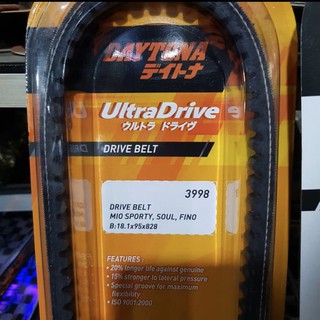 DAYTONA
デイトナ
UltraDrive
ウルトラ ドライヴ
DRIVE BELT
3998
DRIVE BELT
MIO SPORTY, SOUL, FINO
B:18.1x95x828
FEATURES :
• 20% longer life against genuine
• 15% stronger to lateral pressure
• Special groove for maximum
flexibility
• ISO 9001:2000